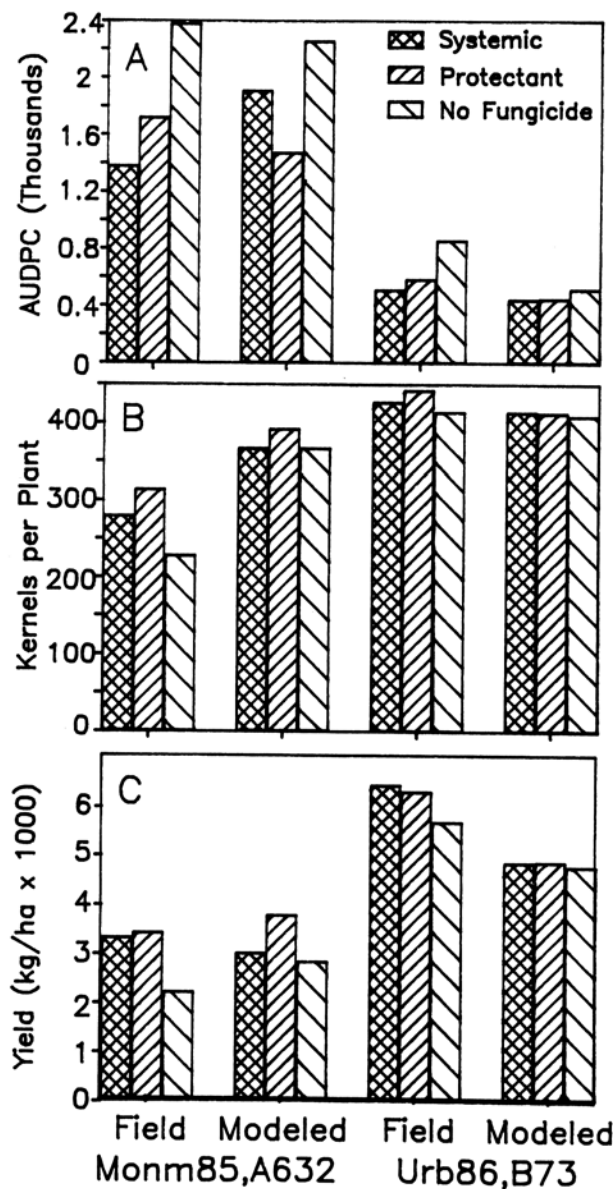 AUDPC (Thousands)
2.4
2
1.6
1.2
0.8
0.4
0
A
Systemic
Protectant
No Fungicide
Kernels per Plant
400
300
200
100
0
B
Yield (kg/ha x 1000)
6
5
4
3
2
1
0
C
Field Modeled Field Modeled
Monm85,A632 Urb86,B73